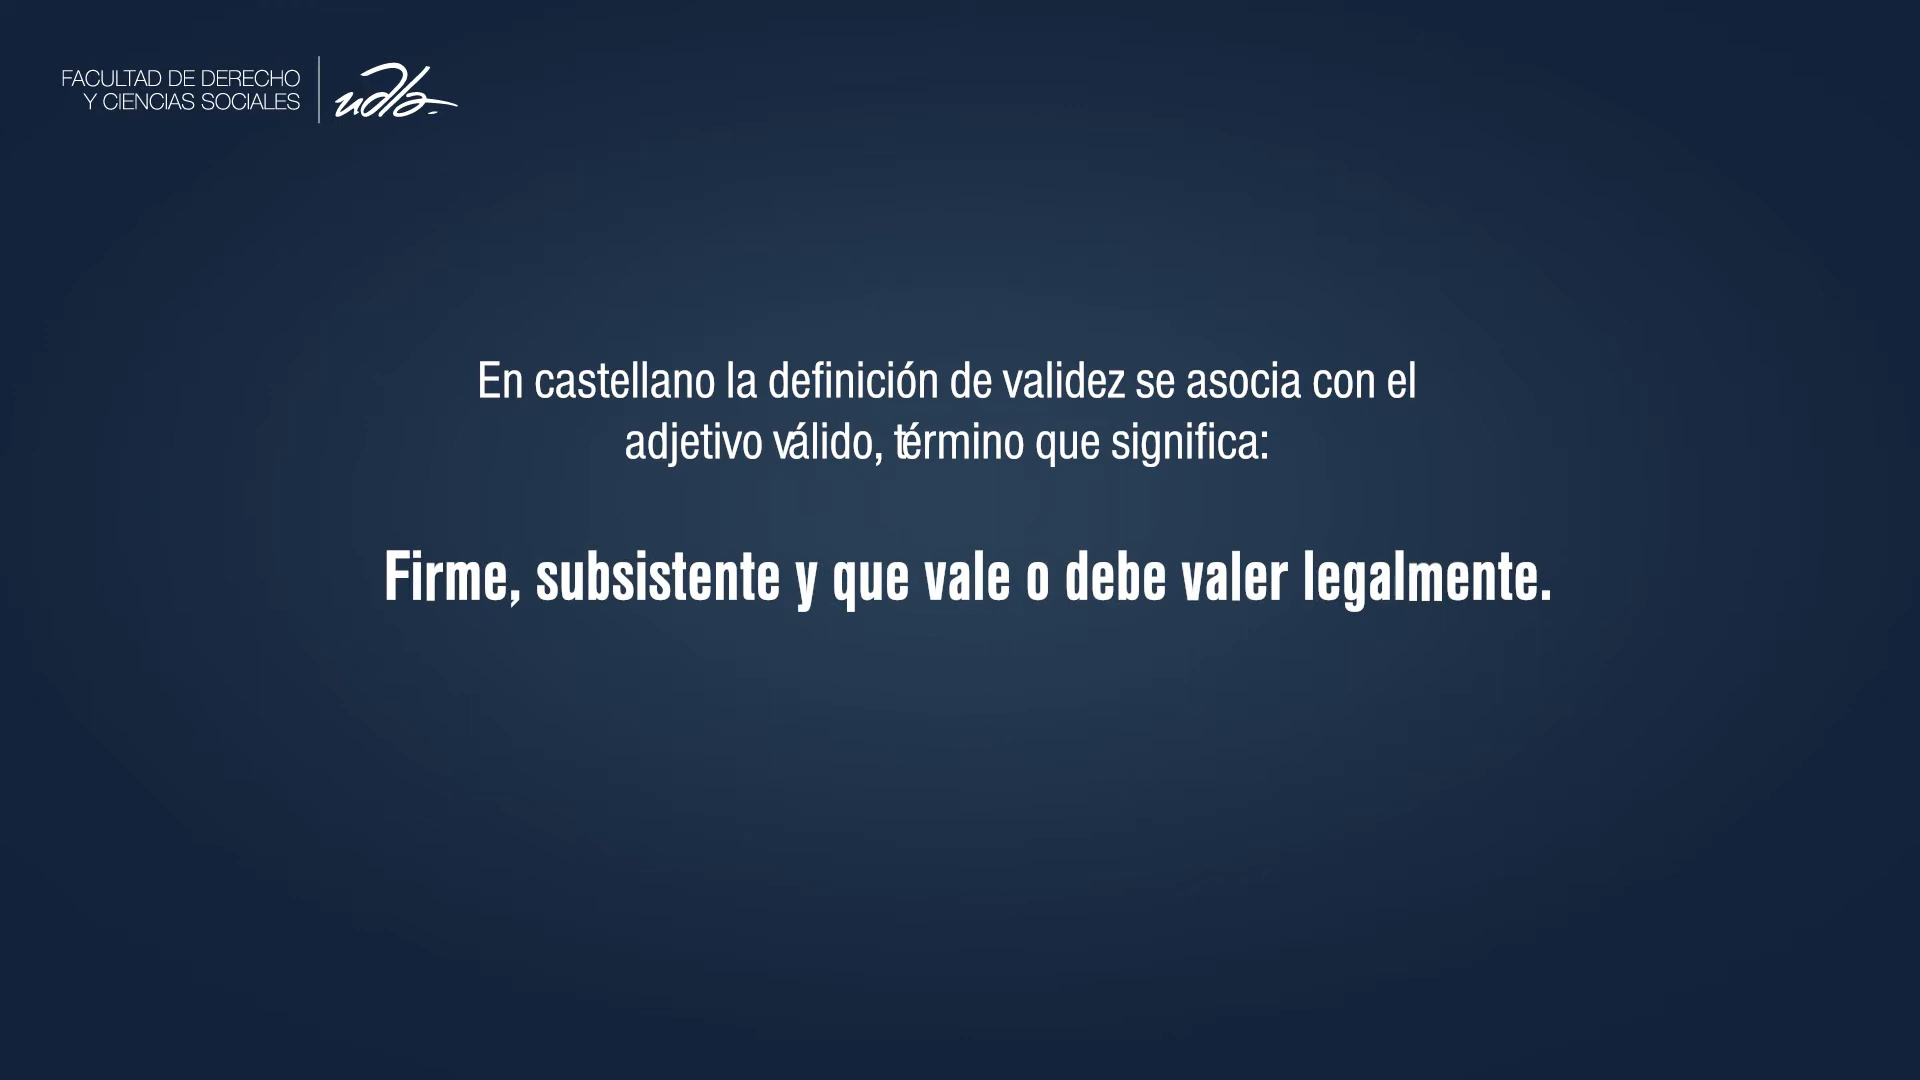 FACULTAD DE DERECHO
Y CIENCIAS SOCIALES
udla.
En castellano la definición de validez se asocia con el
adjetivo válido, término que significa:
Firme, subsistente y que vale o debe valer legalmente.